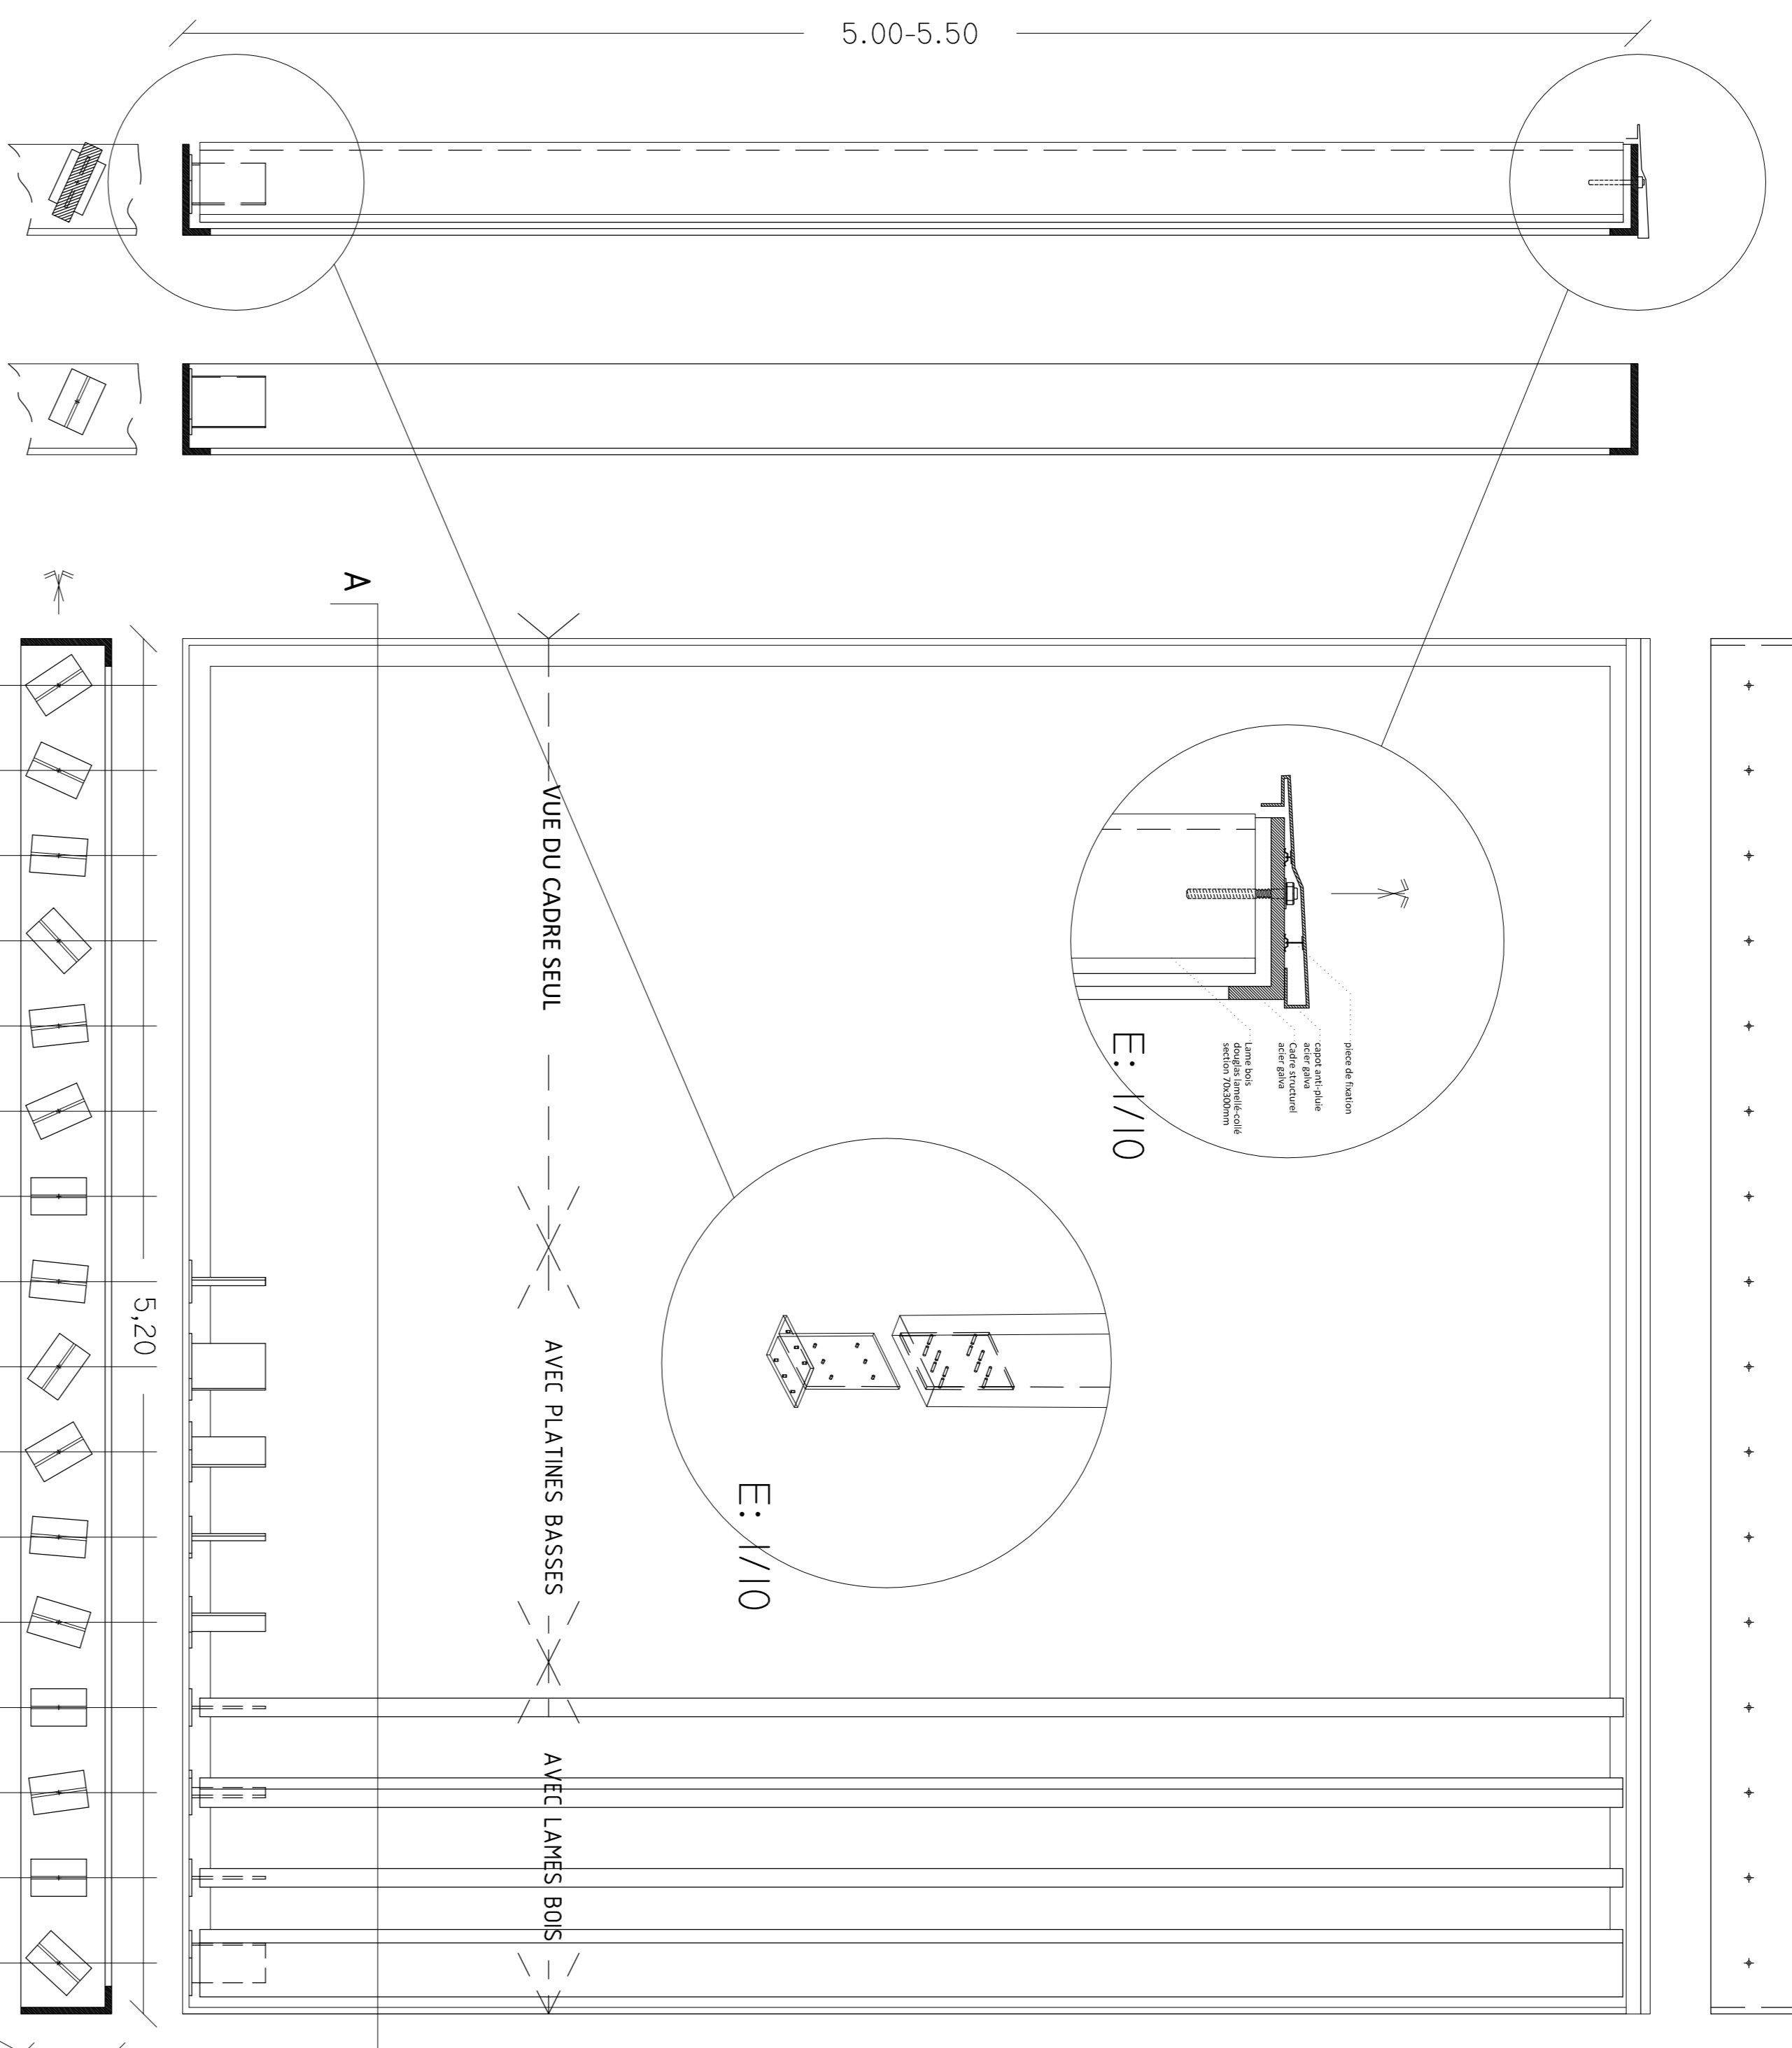 5.00-5.50
A
VUE DU CADRE SEUL
AVEC PLATINES BASSES
AVEC LAMES BOIS
piece de fixation
capot anti-pluie
acier galva
Cadre structurel
acier galva
Lame bois
douglas lamellé-collé
section 70x300mm
E: 1/10
E: 1/10
5,20